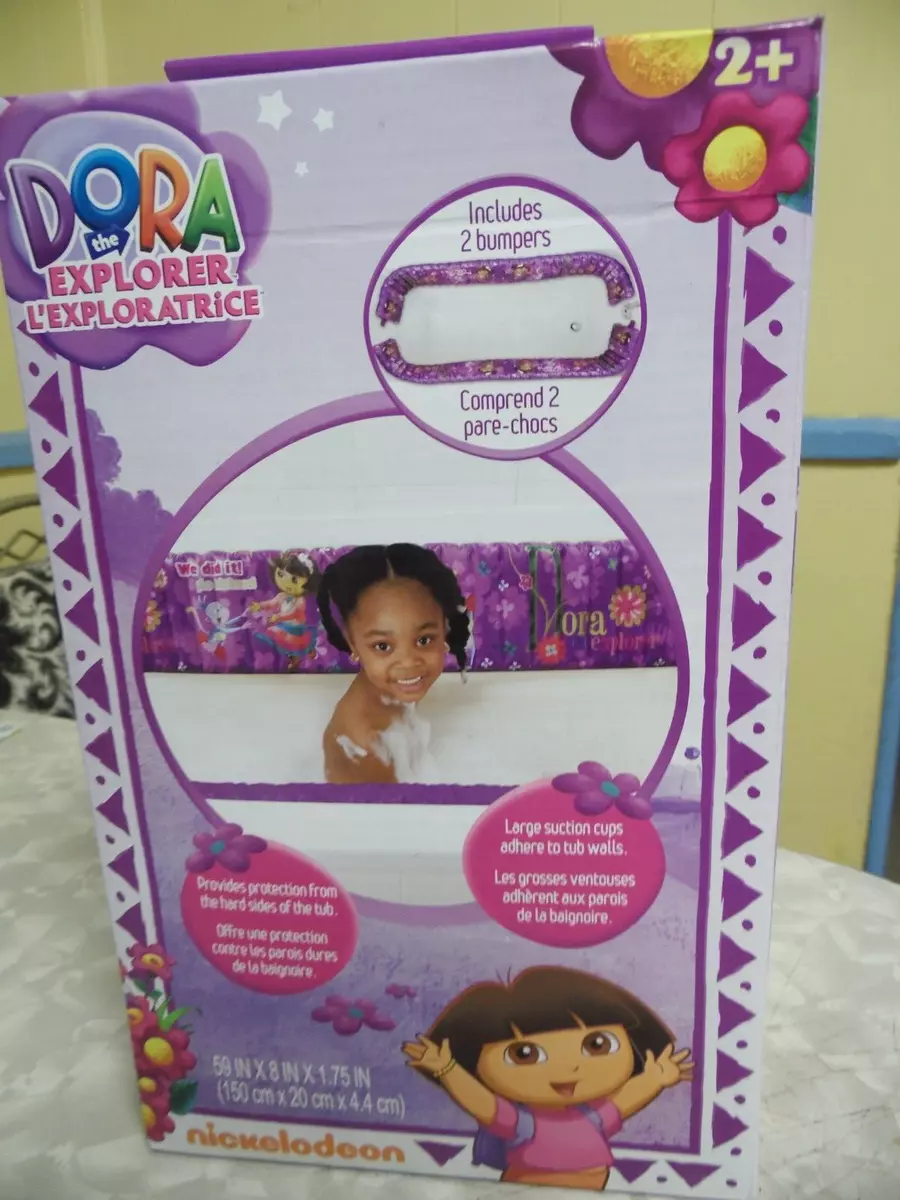 2+
DORA
the
EXPLORER
L'EXPLORATRiCE
Includes
2 bumpers
Comprend 2
pare-chocs
We did it!
Dora
explorer
Large suction cups
adhere to tub walls.
Les grosses ventouses
adhèrent aux parois
de la baignoire.
Provides protection from
the hard sides of the tub.
Offre une protection
contre les parois dures
de la baignoire.
59 IN X 8 IN X 1.75 IN
(150 cm x 20 cm x 4.4 cm)
nickelodeon